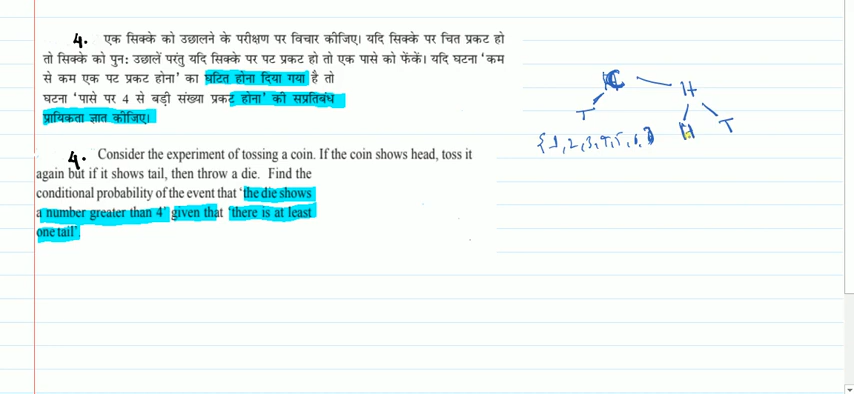 4. एक सिक्के को उछालने के परीक्षण पर विचार कीजिए। यदि सिक्के पर चित प्रकट हो
तो सिक्के को पुन: उछालें परंतु यदि सिक्के पर पट प्रकट हो तो एक पासे को फेंकें। यदि घटना 'कम
से कम एक पट प्रकट होना' का घटित होना दिया गया है तो
घटना 'पासे पर 4 से बड़ी संख्या प्रकट होना' की सप्रतिबंध
प्रायिकता ज्ञात कीजिए।
4. Consider the experiment of tossing a coin. If the coin shows head, toss it
again but if it shows tail, then throw a die. Find the
conditional probability of the event that 'the die shows
a number greater than 4' given that 'there is at least
one tail'.
H
T
H T
{1, 2, 3, 4, 5, 6}